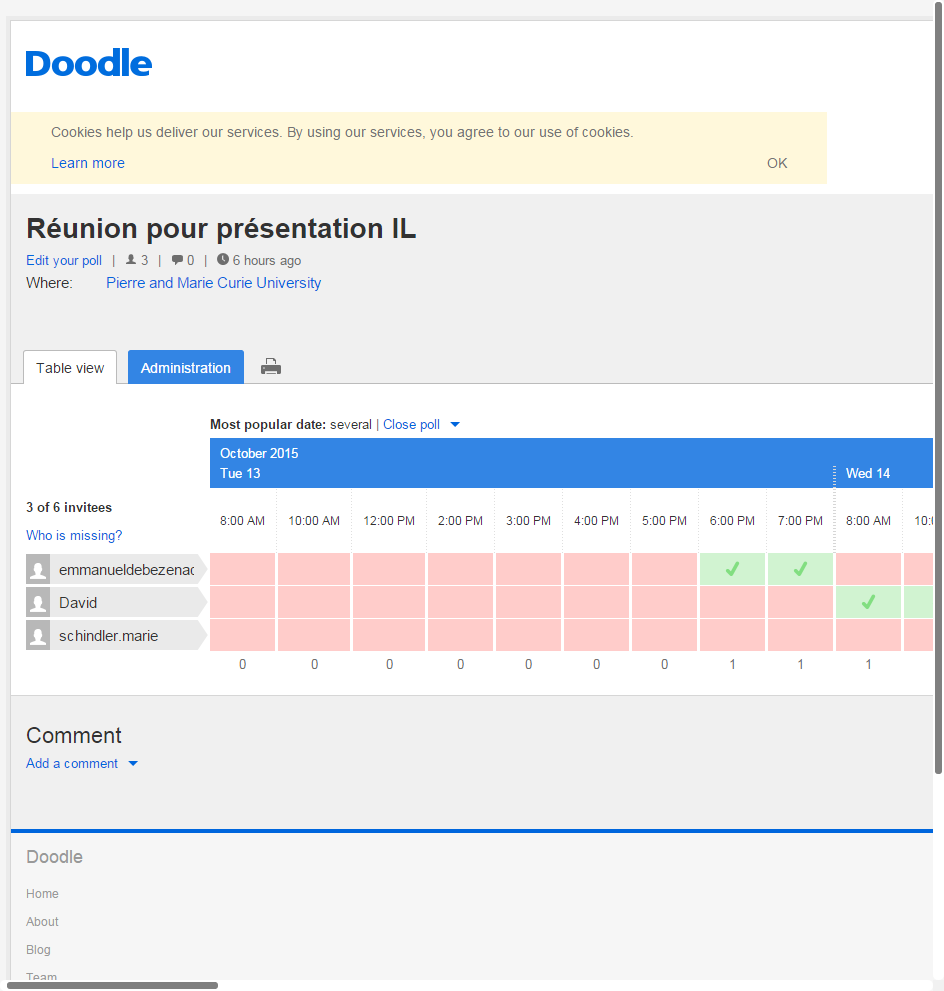 Doodle
Cookies help us deliver our services. By using our services, you agree to our use of cookies.
Learn more OK
Réunion pour présentation IL
Edit your poll | 3 | 0 | 6 hours ago
Where: Pierre and Marie Curie University
Table view Administration
Most popular date: several | Close poll
October 2015
Tue 13 Wed 14
3 of 6 invitees
8:00 AM 10:00 AM 12:00 PM 2:00 PM 3:00 PM 4:00 PM 5:00 PM 6:00 PM 7:00 PM 8:00 AM 10:0
Who is missing?
emmanueldebezenac
David
schindler.marie
0 0 0 0 0 0 0 1 1 1
Comment
Add a comment
Doodle
Home
About
Blog
Team